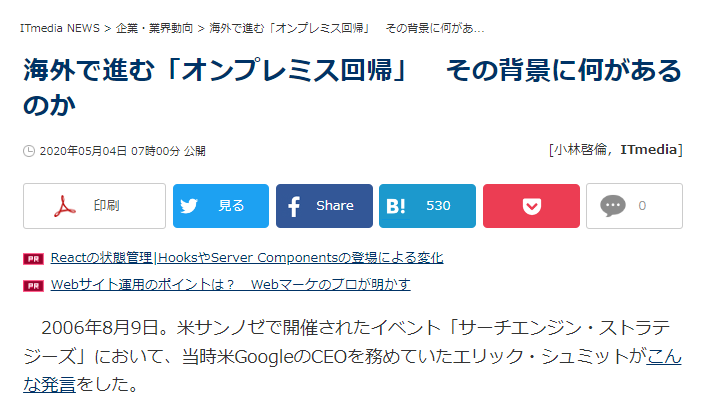 ITmedia NEWS > 企業・業界動向 > 海外で進む「オンプレミス回帰」　その背景に何があ...
海外で進む「オンプレミス回帰」　その背景に何がある
のか
2020年05月04日 07時00分 公開
[小林啓倫，ITmedia]
印刷
見る
Share
B! 530
0
PR Reactの状態管理|HooksやServer Componentsの登場による変化
PR Webサイト運用のポイントは？　Webマーケのプロが明かす
2006年8月9日。米サンノゼで開催されたイベント「サーチエンジン・ストラテ
ジーズ」において、当時米GoogleのCEOを務めていたエリック・シュミットがこん
な発言をした。